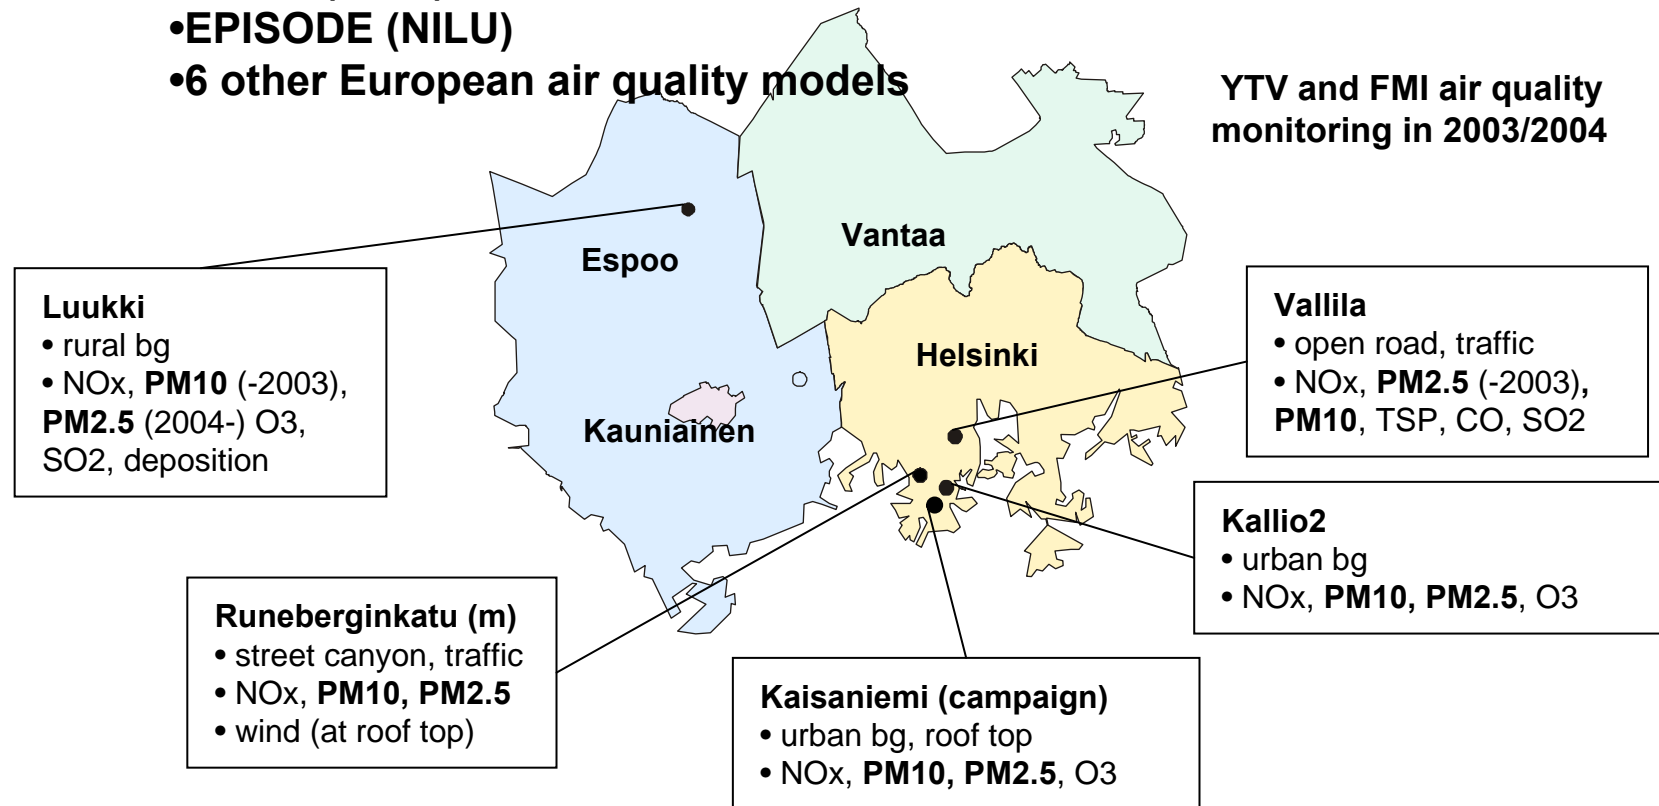 •EPISODE (NILU)
•6 other European air quality models
YTV and FMI air quality
monitoring in 2003/2004
Vantaa
Espoo
Helsinki
Kauniainen
Luukki
• rural bg
• NOx, PM10 (-2003),
PM2.5 (2004-) O3,
SO2, deposition
Vallila
• open road, traffic
• NOx, PM2.5 (-2003),
PM10, TSP, CO, SO2
Kallio2
• urban bg
• NOx, PM10, PM2.5, O3
Runeberginkatu (m)
• street canyon, traffic
• NOx, PM10, PM2.5
• wind (at roof top)
Kaisaniemi (campaign)
• urban bg, roof top
• NOx, PM10, PM2.5, O3